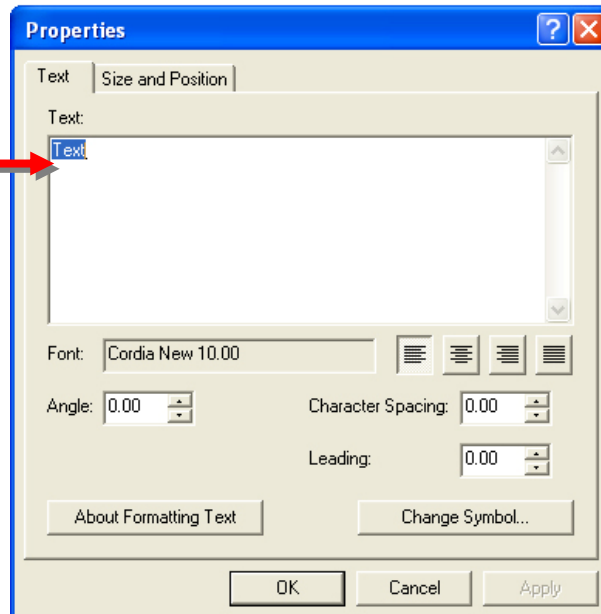 Properties
Text Size and Position
Text:
Text
Font: Cordia New 10.00
Angle: 0.00 Character Spacing: 0.00
Leading: 0.00
About Formatting Text Change Symbol...
OK Cancel Apply